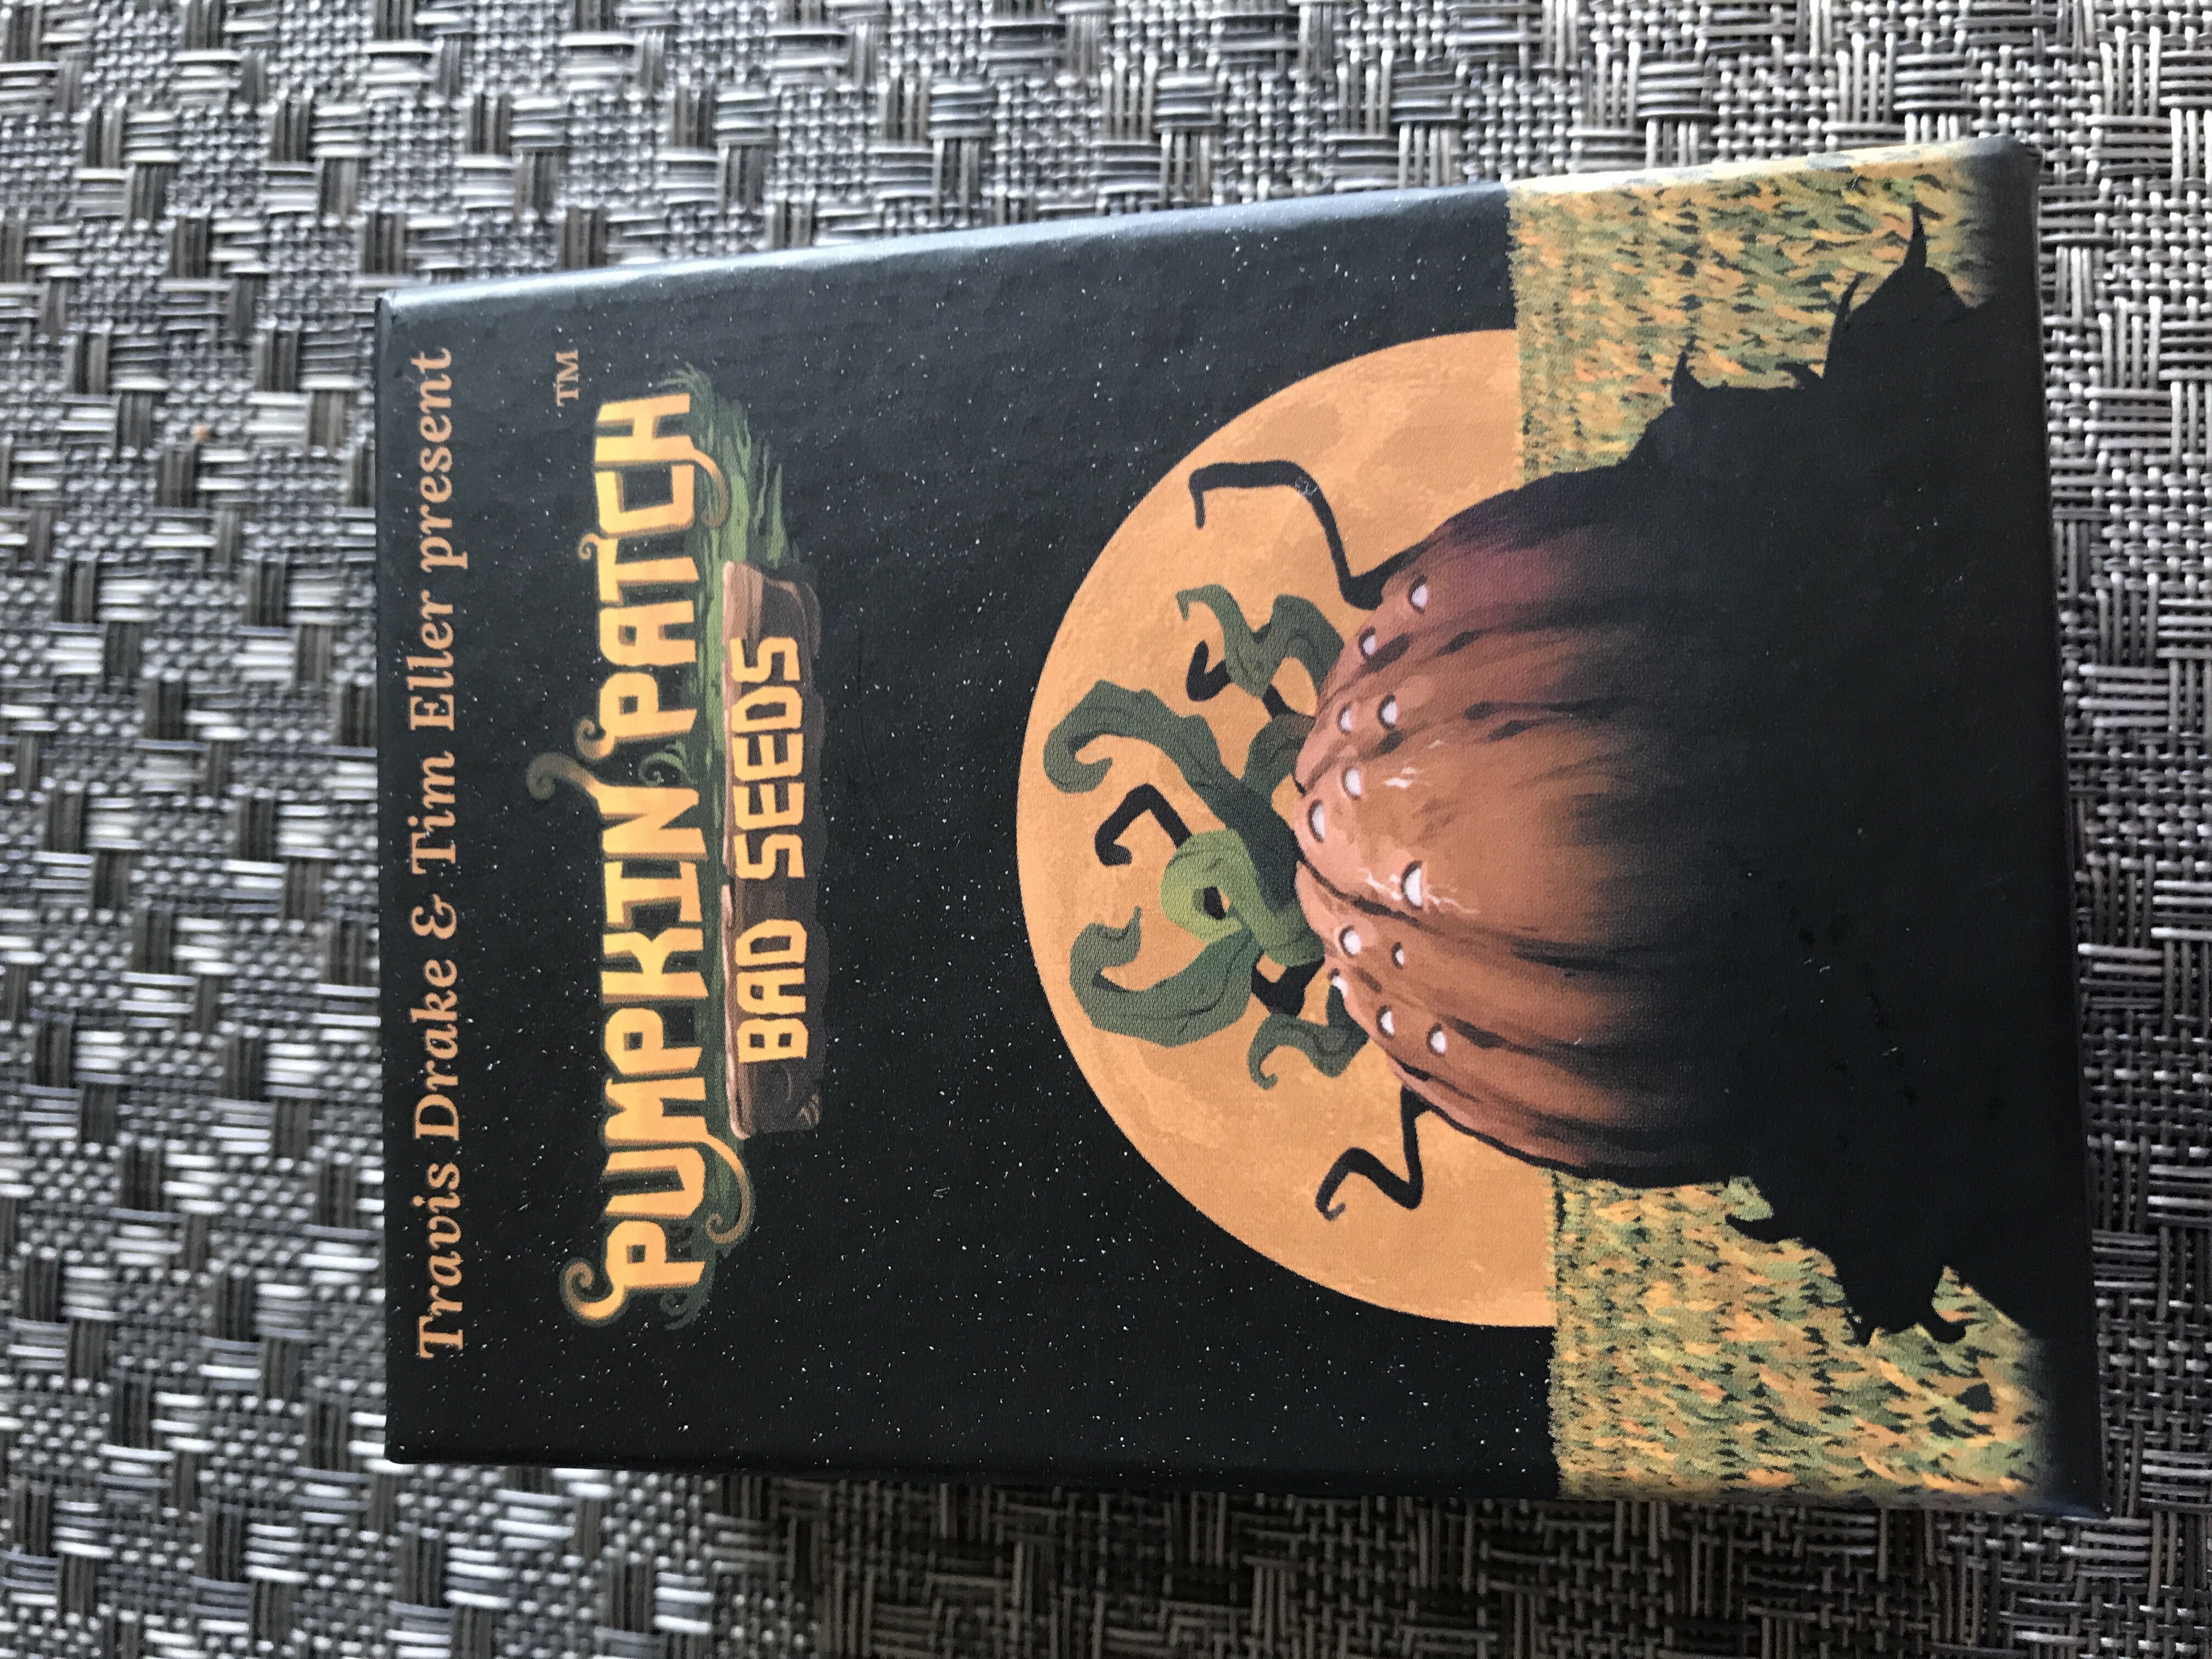 Travis Drake & Tim Eller present
PUMPKIN PATCH ™
BAD SEEDS